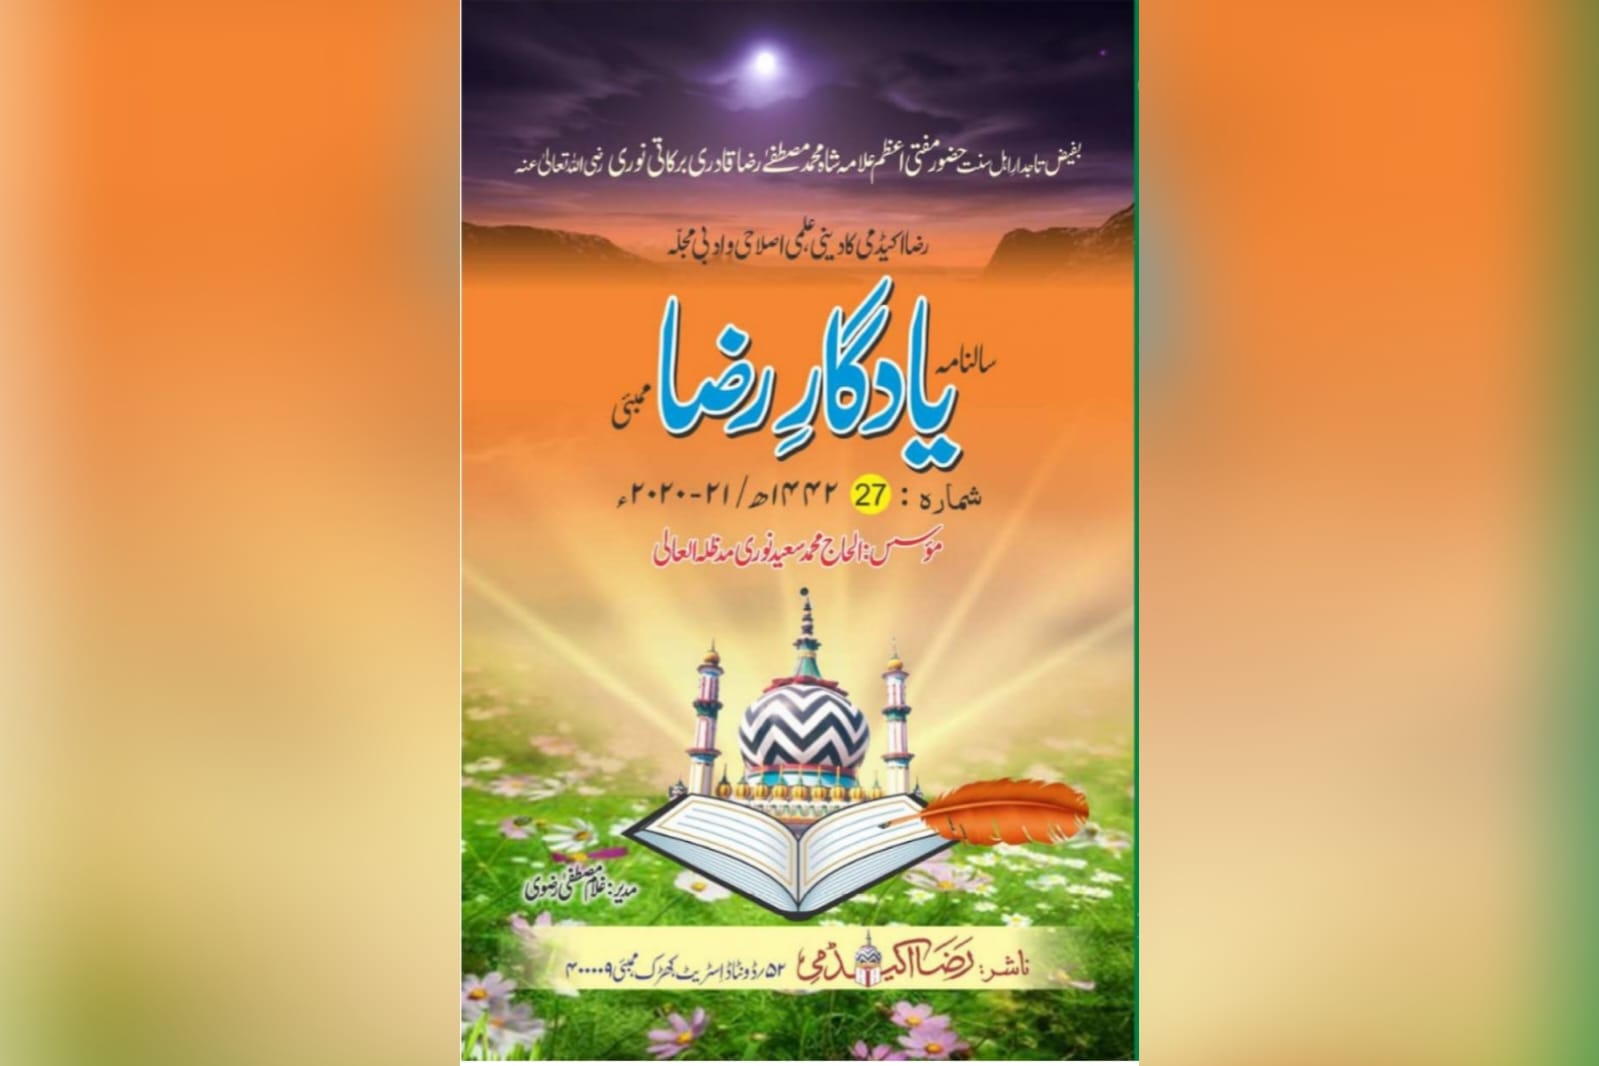 بفیض تاجدارِ اہل سنت حضور مفتی اعظم علامہ شاہ محمد مصطفےٰ رضا قادری برکاتی نوری رضی اللہ تعالیٰ عنہ
رضا اکیڈمی کا دینی، علمی اصلاحی و ادبی مجلّہ
سالنامہ یادگارِ رضا ممبئی
شمارہ : 27 ۱۴۴۲ھ/۲۱-۲۰۲۰ء
مؤسس: الحاج محمد سعید نوری مدظلہ العالی
مدیر: غلام مصطفیٰ رضوی
ناشر: رضا اکیڈمی ۵۲/ڈونٹاڈ اسٹریٹ، کھڑک، ممبئی ۴۰۰۰۰۹